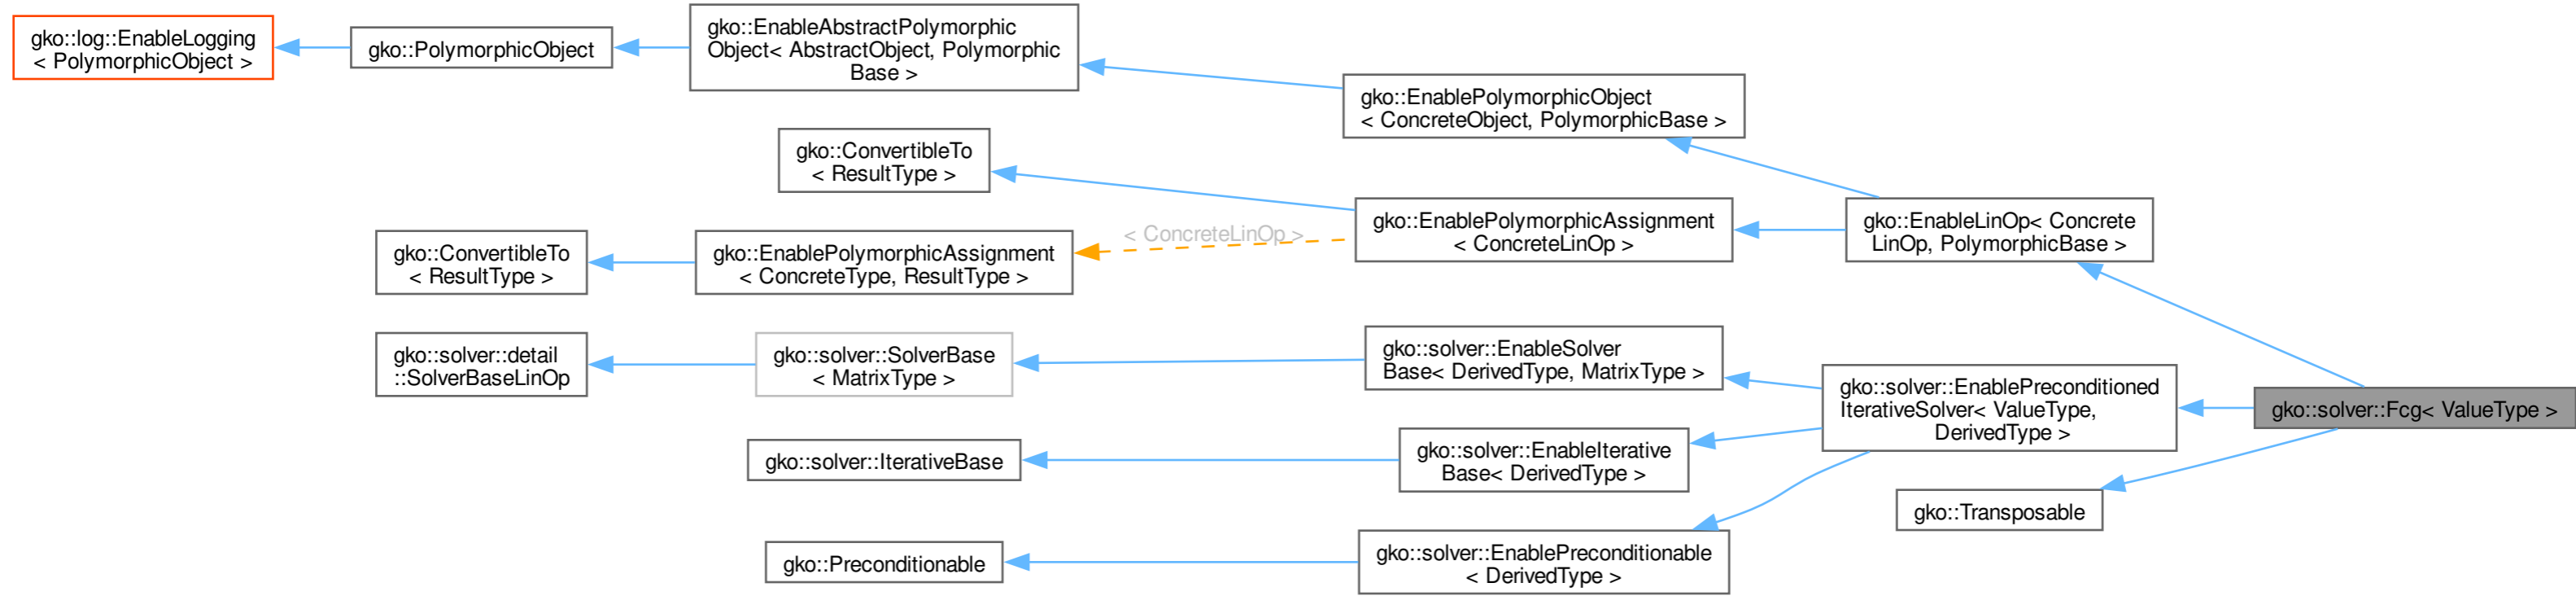 gko::log::EnableLogging
< PolymorphicObject >
gko::PolymorphicObject
gko::EnableAbstractPolymorphic
Object< AbstractObject, Polymorphic
Base >
gko::EnablePolymorphicObject
< ConcreteObject, PolymorphicBase >
gko::ConvertibleTo
< ResultType >
gko::EnablePolymorphicAssignment
< ConcreteLinOp >
gko::EnableLinOp< Concrete
LinOp, PolymorphicBase >
< ConcreteLinOp >
gko::ConvertibleTo
< ResultType >
gko::EnablePolymorphicAssignment
< ConcreteType, ResultType >
gko::solver::detail
::SolverBaseLinOp
gko::solver::SolverBase
< MatrixType >
gko::solver::EnableSolver
Base< DerivedType, MatrixType >
gko::solver::EnablePreconditioned
IterativeSolver< ValueType,
DerivedType >
gko::solver::Fcg< ValueType >
gko::solver::IterativeBase
gko::solver::EnableIterative
Base< DerivedType >
gko::Transposable
gko::Preconditionable
gko::solver::EnablePreconditionable
< DerivedType >